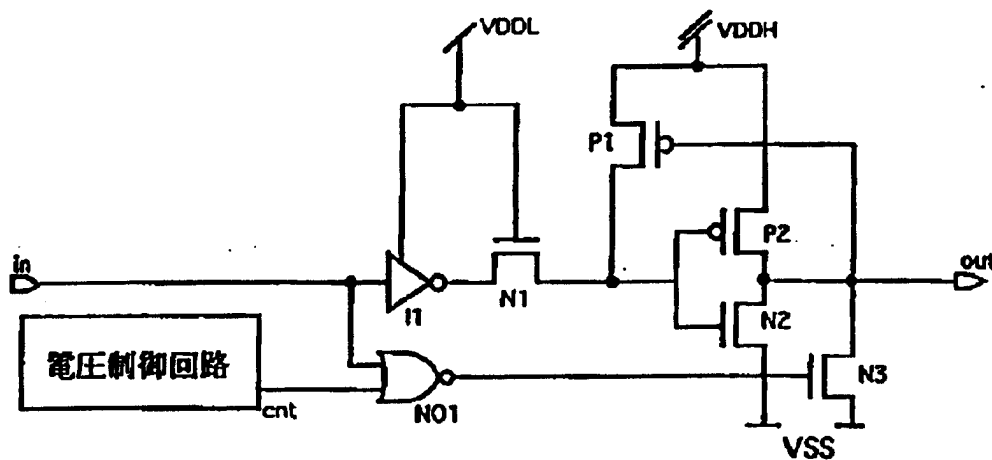 VDDL
VDDH
P1
in
P2
out
N1
I1
N2
電圧制御回路
N3
cnt
NO1
VSS